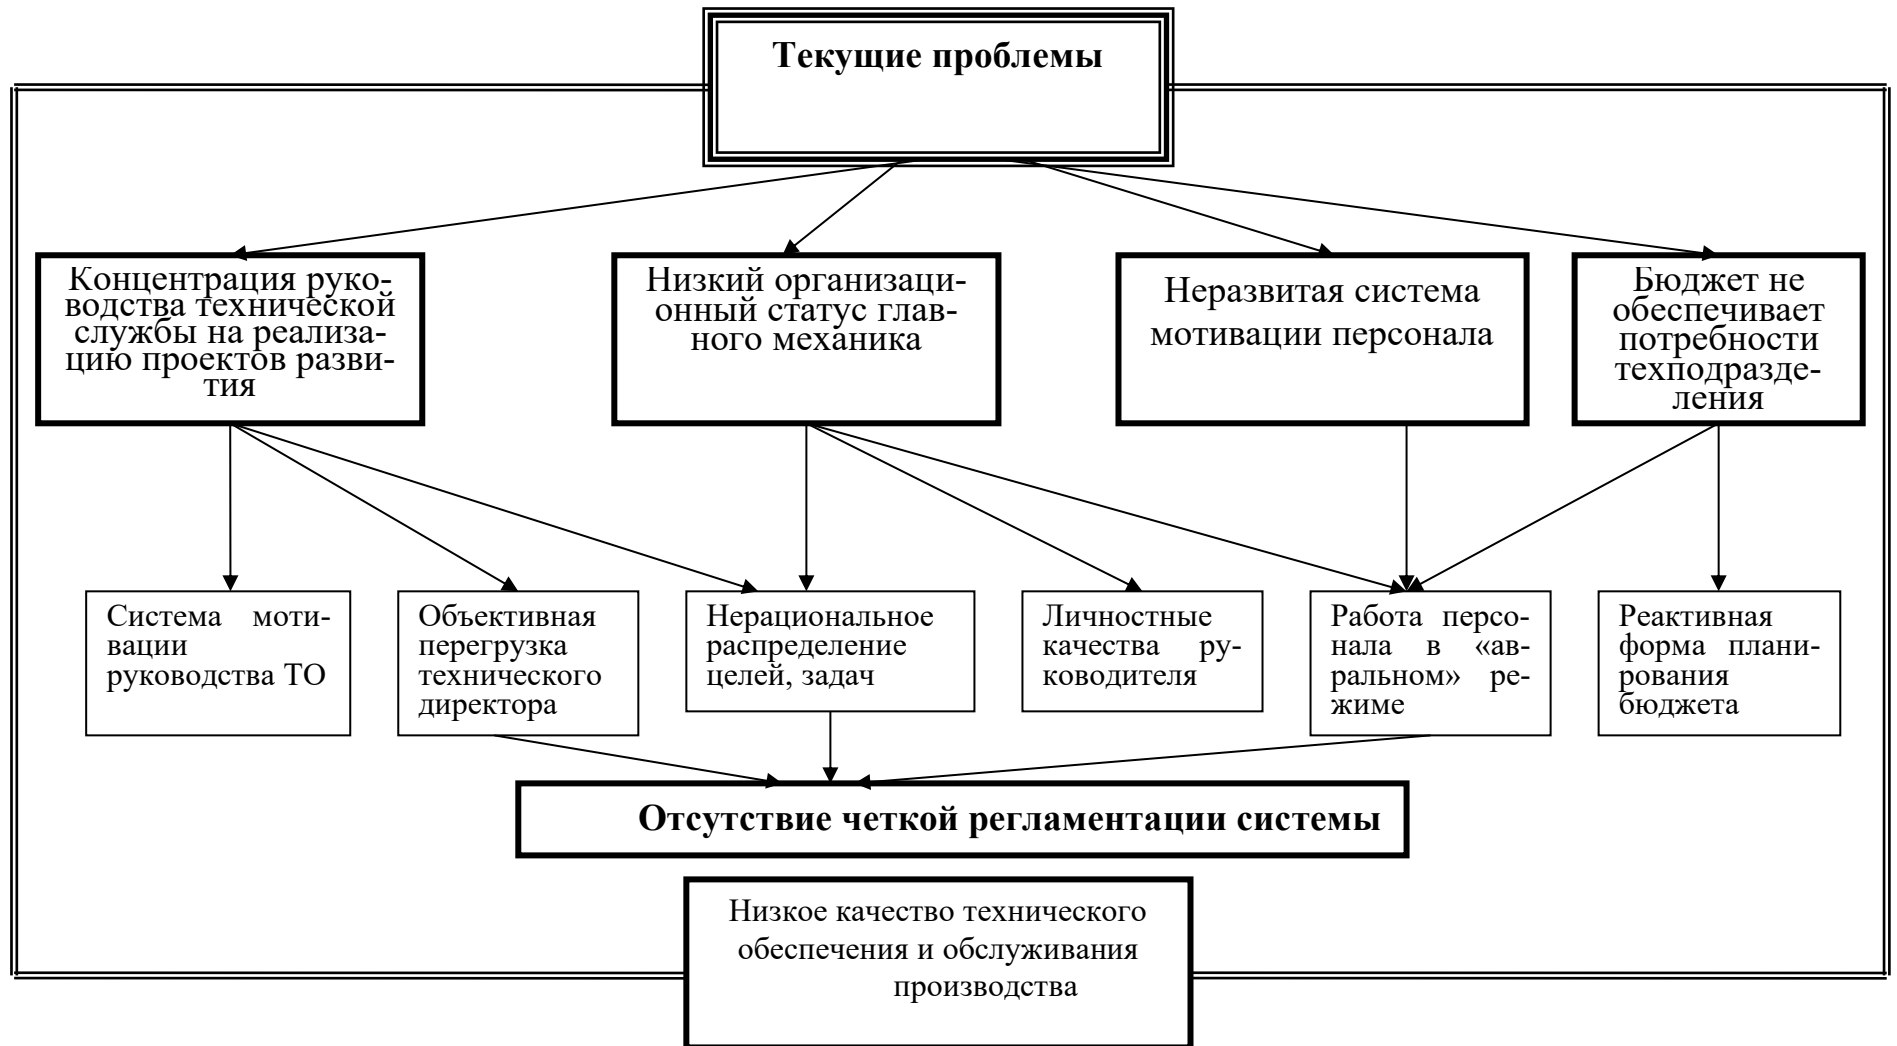 Текущие проблемы
Концентрация руко-
водства технической
службы на реализа-
цию проектов разви-
тия
Низкий организаци-
онный статус глав-
ного механика
Неразвитая система
мотивации персонала
Бюджет не
обеспечивает
потребности
техподразде-
ления
Система моти-
вации
руководства ТО
Объективная
перегрузка
технического
директора
Нерациональное
распределение
целей, задач
Личностные
качества ру-
ководителя
Работа персо-
нала в «ав-
ральном» ре-
жиме
Реактивная
форма плани-
рования
бюджета
Отсутствие четкой регламентации системы
Низкое качество технического
обеспечения и обслуживания
производства